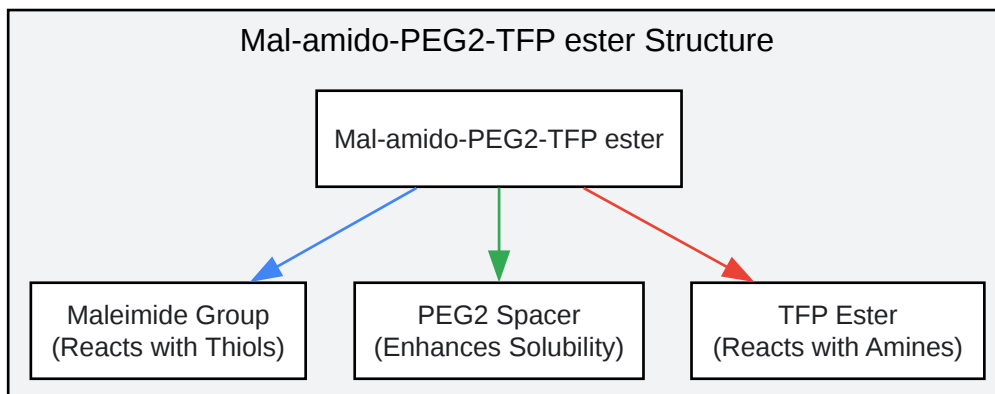 Mal-amido-PEG2-TFP ester Structure
Mal-amido-PEG2-TFP ester
Maleimide Group
(Reacts with Thiols)
PEG2 Spacer
(Enhances Solubility)
TFP Ester
(Reacts with Amines)